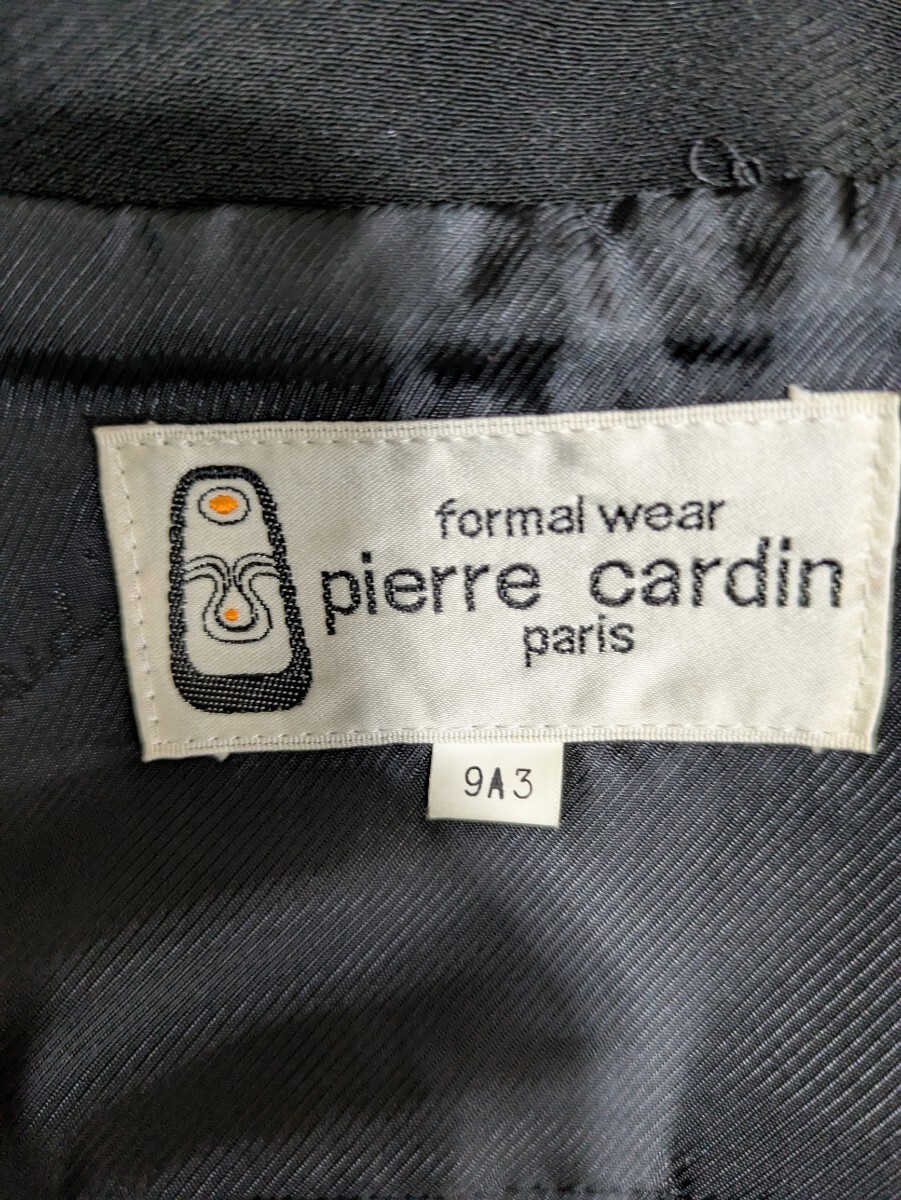 formal wear
pierre cardin
paris
9A3